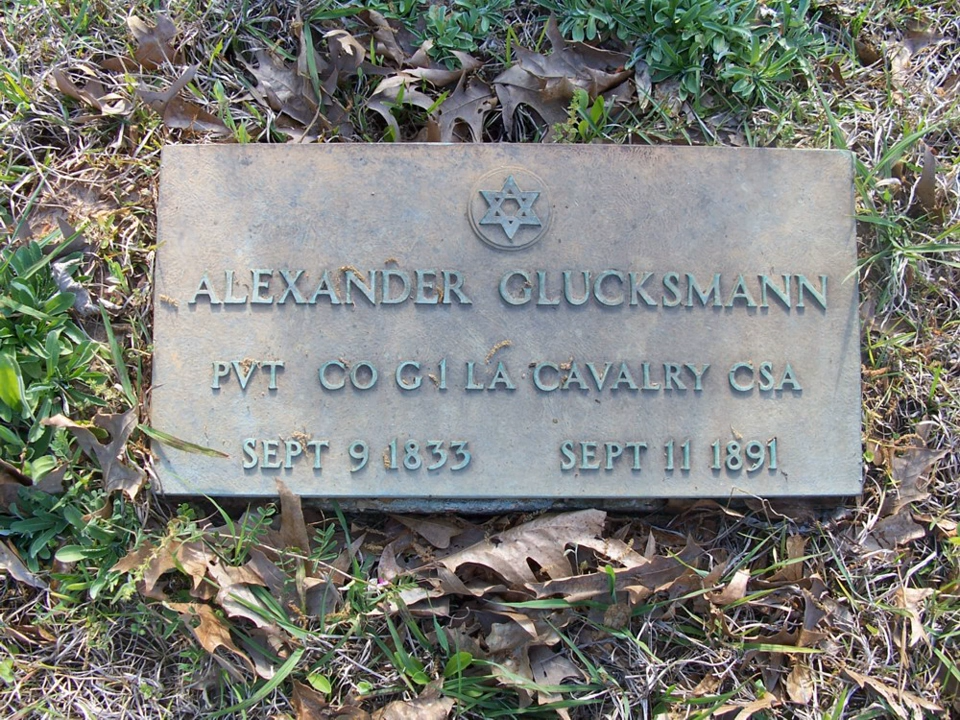 ALEXANDER GLUCKSMANN
PVT CO G 1 LA CAVALRY CSA
SEPT 9 1833 SEPT 11 1891